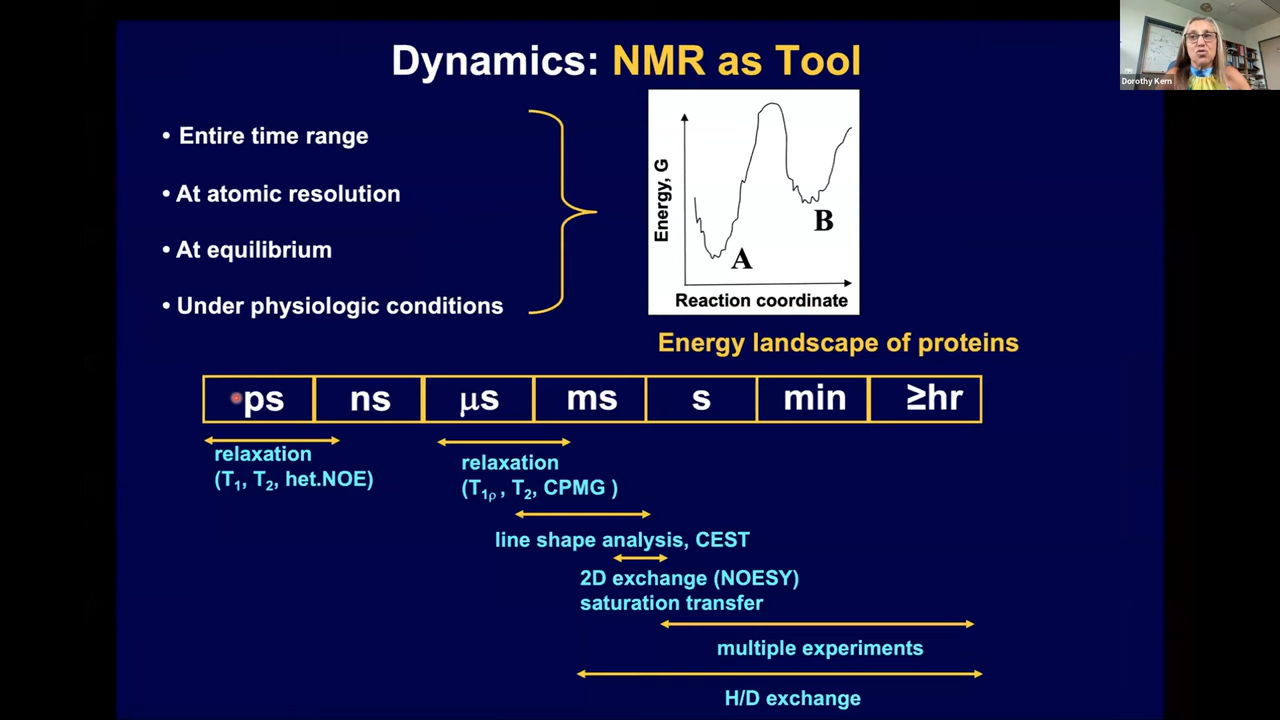 Dynamics: NMR as Tool
Dorothy Kern
• Entire time range
• At atomic resolution
• At equilibrium
• Under physiologic conditions
Energy, G
A
B
Reaction coordinate
Energy landscape of proteins
ps ns μs ms s min ≥hr
relaxation
(T1, T2, het.NOE)
relaxation
(T1ρ , T2, CPMG )
line shape analysis, CEST
2D exchange (NOESY)
saturation transfer
multiple experiments
H/D exchange